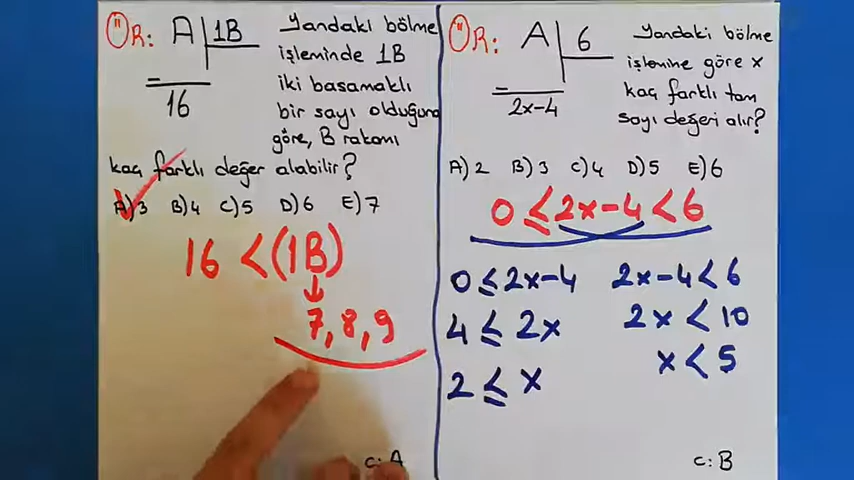 ÖR: A 1B Yandaki bölme
işleminde 1B
iki basamaklı
16 bir sayı olduğuna
göre, B rakamı
kaç farklı değer alabilir?
A) 3 B) 4 C) 5 D) 6 E) 7
16 < (1B)
7, 8, 9
C: A
ÖR: A 6 Yandaki bölme
işlemine göre x
2x-4 kaç farklı tam
sayı değeri alır?
A) 2 B) 3 C) 4 D) 5 E) 6
0 ≤ 2x-4 < 6
0 ≤ 2x-4 2x-4 < 6
4 ≤ 2x 2x < 10
2 ≤ x x < 5
C: B